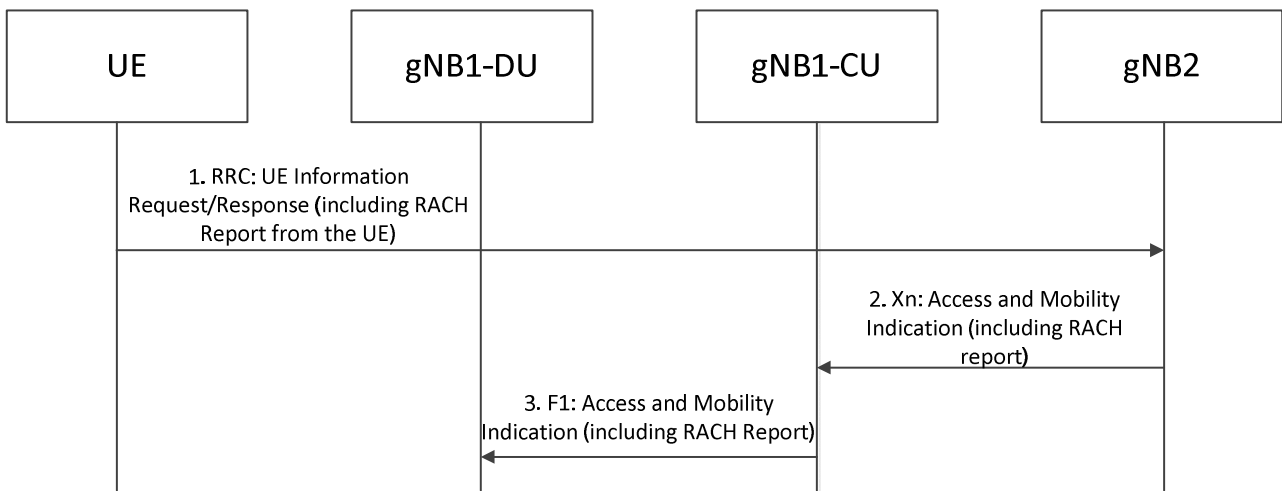 UE
gNB1-DU
gNB1-CU
gNB2
1. RRC: UE Information
Request/Response (including RACH
Report from the UE)
2. Xn: Access and Mobility
Indication (including RACH
report)
3. F1: Access and Mobility
Indication (including RACH Report)